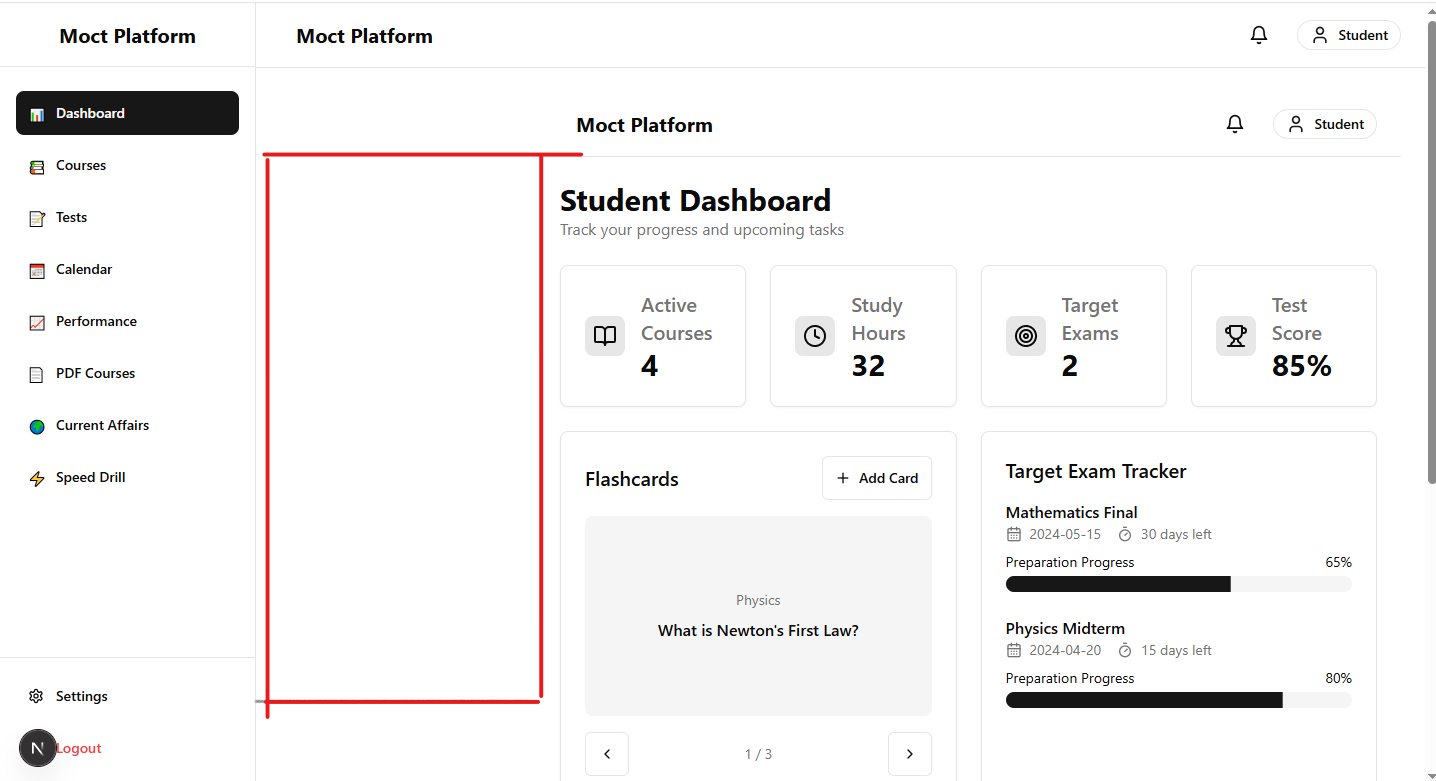 Moct Platform
Moct Platform
Student
Dashboard
Courses
Tests
Calendar
Performance
PDF Courses
Current Affairs
Speed Drill
Settings
N
Logout
Moct Platform
Student
Student Dashboard
Track your progress and upcoming tasks
Active
Courses
4
Study
Hours
32
Target
Exams
2
Test
Score
85%
Flashcards
Add Card
Physics
What is Newton's First Law?
1 / 3
Target Exam Tracker
Mathematics Final
2024-05-15 30 days left
Preparation Progress 65%
Physics Midterm
2024-04-20 15 days left
Preparation Progress 80%